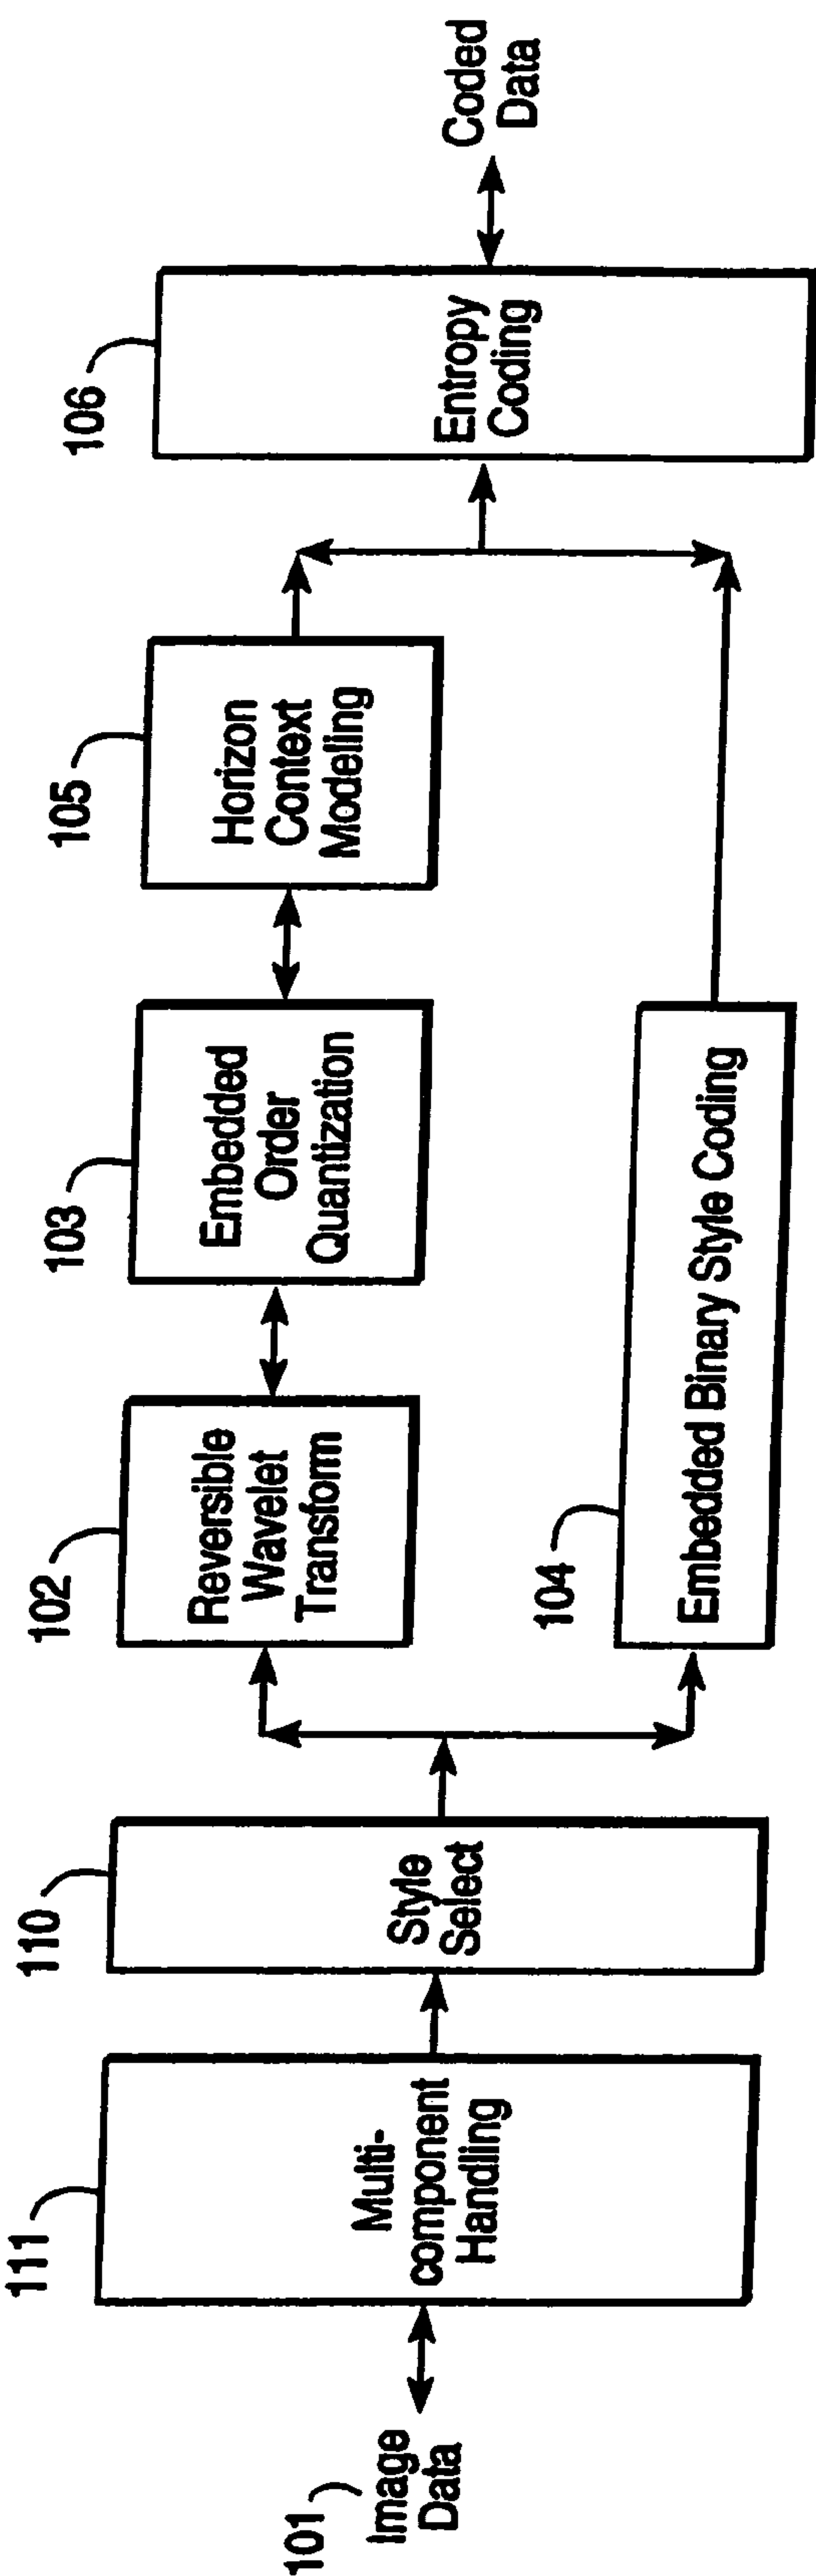 101
Image
Data
111
Multi-
component
Handling
110
Style
Select
102
Reversible
Wavelet
Transform
103
Embedded
Order
Quantization
105
Horizon
Context
Modeling
104
Embedded Binary Style Coding
106
Entropy
Coding
Coded
Data